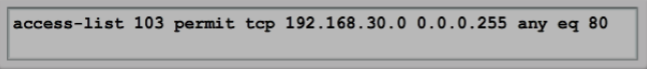 access-list 103 permit tcp 192.168.30.0 0.0.0.255 any eq 80